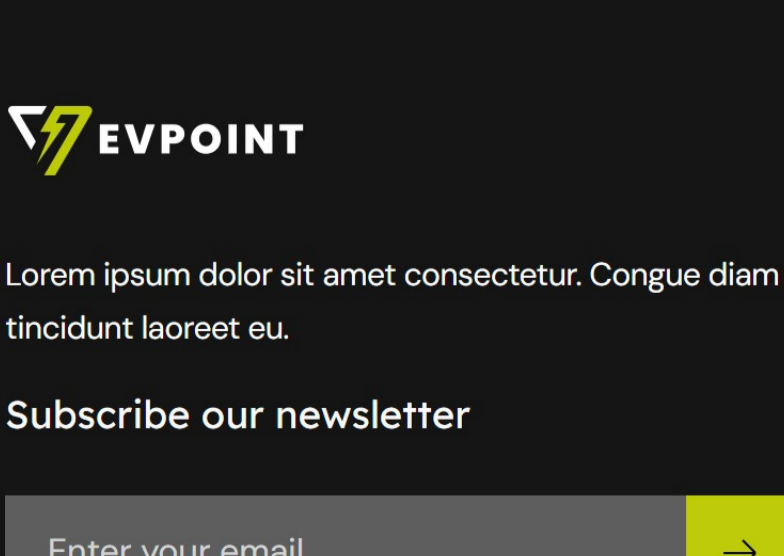 EVPOINT
Lorem ipsum dolor sit amet consectetur. Congue diam
tincidunt laoreet eu.
Subscribe our newsletter
Enter your email